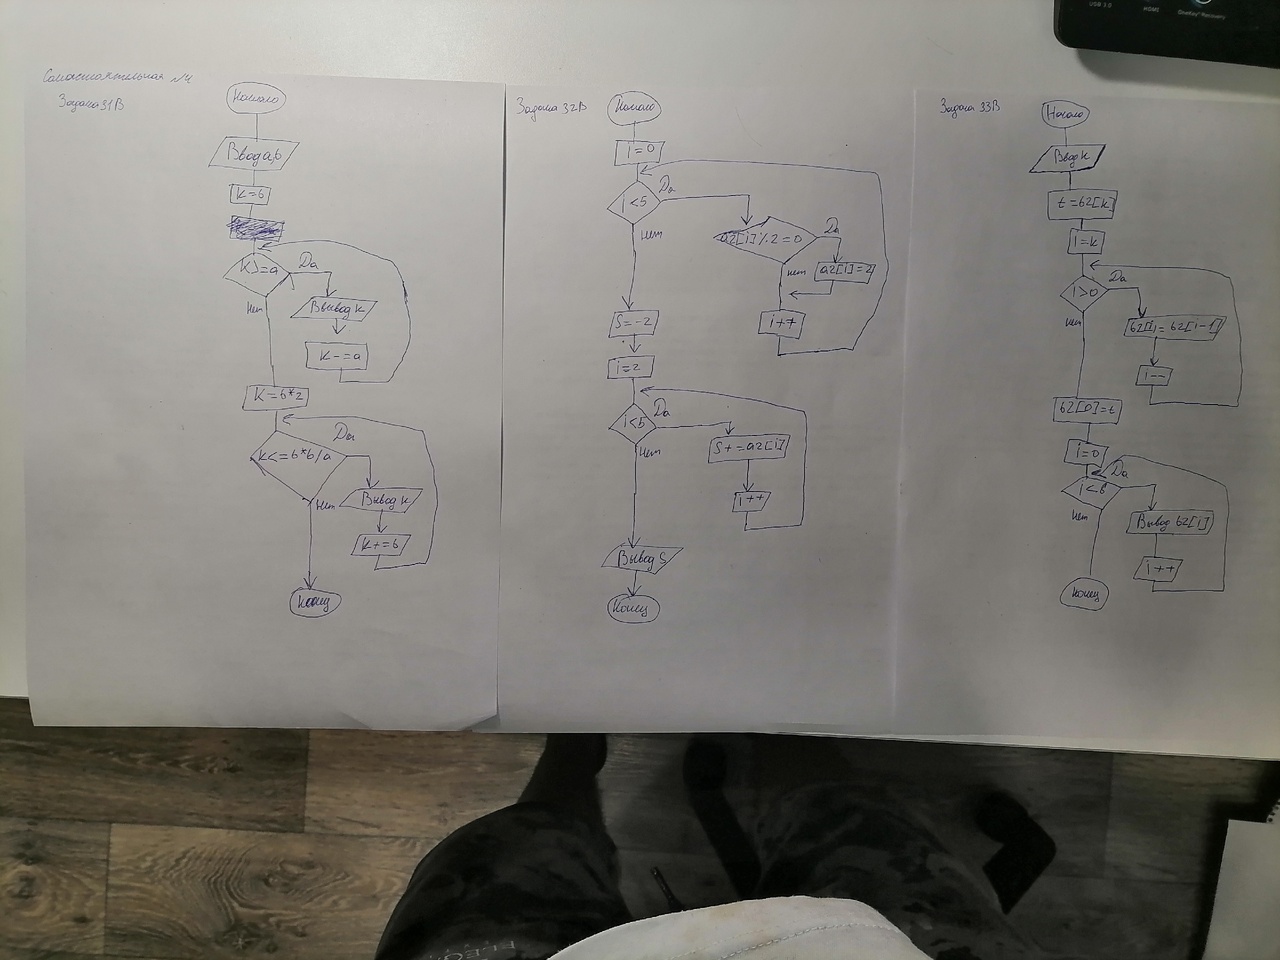 Самостоятельная №4
Задача 31В
Начало
Ввод a,b
K=b
K>=a
Да
Нет
Вывод K
K-=a
K=b*2
K<=b*b/a
Да
Нет
Вывод K
K+=b
Конец
Задача 32В
Начало
i=0
i<5
Да
Нет
a2[i]%2=0
Да
Нет
a2[i]=2
i++
S=-2
i=2
i<5
Да
Нет
S+=a2[i]
i++
Вывод S
Конец
Задача 33В
Начало
Ввод K
t=b2[K]
i=K
i>0
Да
Нет
b2[i=b2[i-1]
i--
b2[0]=t
i=0
Да
i<6
Нет
Вывод b2[i]
i++
Конец
USB 3.0
HDMI
OneKey Recovery